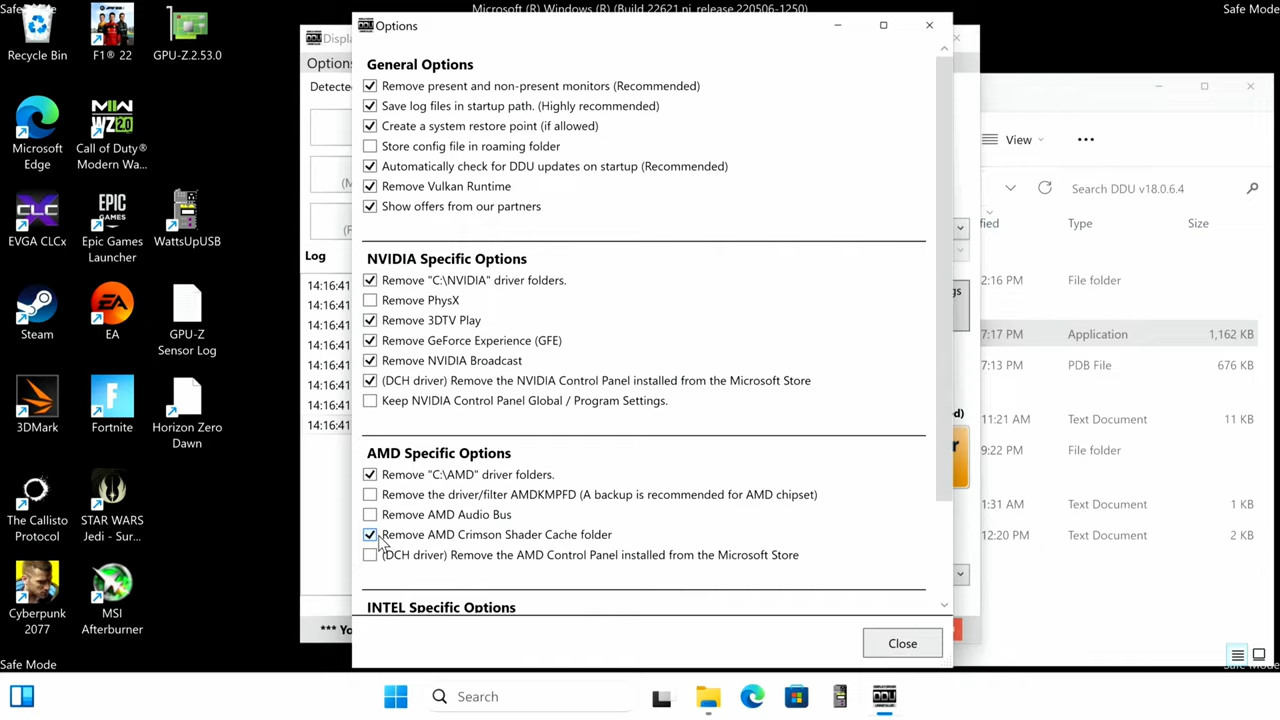 Safe Mode
Microsoft (R) Windows (R) (Build 22621.ni_release.220506-1250)
Safe Mode
Recycle Bin
F1® 22
GPU-Z.2.53.0
Microsoft
Edge
Call of Duty®
Modern Wa...
EVGA CLCx
Epic Games
Launcher
WattsUpUSB
Steam
EA
GPU-Z
Sensor Log
3DMark
Fortnite
Horizon Zero
Dawn
The Callisto
Protocol
STAR WARS
Jedi - Sur...
Cyberpunk
2077
MSI
Afterburner
Safe Mode
Displ
Options
Detecte
(M
(F
Log
14:16:41
14:16:41
14:16:41
14:16:41
14:16:41
14:16:41
14:16:41
14:16:41
*** Yo
Options
General Options
Remove present and non-present monitors (Recommended)
Save log files in startup path. (Highly recommended)
Create a system restore point (if allowed)
Store config file in roaming folder
Automatically check for DDU updates on startup (Recommended)
Remove Vulkan Runtime
Show offers from our partners
NVIDIA Specific Options
Remove "C:\NVIDIA" driver folders.
Remove PhysX
Remove 3DTV Play
Remove GeForce Experience (GFE)
Remove NVIDIA Broadcast
(DCH driver) Remove the NVIDIA Control Panel installed from the Microsoft Store
Keep NVIDIA Control Panel Global / Program Settings.
AMD Specific Options
Remove "C:\AMD" driver folders.
Remove the driver/filter AMDKMPFD (A backup is recommended for AMD chipset)
Remove AMD Audio Bus
Remove AMD Crimson Shader Cache folder
(DCH driver) Remove the AMD Control Panel installed from the Microsoft Store
INTEL Specific Options
Close
gs
d)
r
View
Search DDU v18.0.6.4
fied Type Size
2:16 PM File folder
7:17 PM Application 1,162 KB
7:13 PM PDB File 676 KB
11:21 AM Text Document 11 KB
9:22 PM File folder
1:31 AM Text Document 1 KB
12:20 PM Text Document 2 KB
Safe Mode
Search